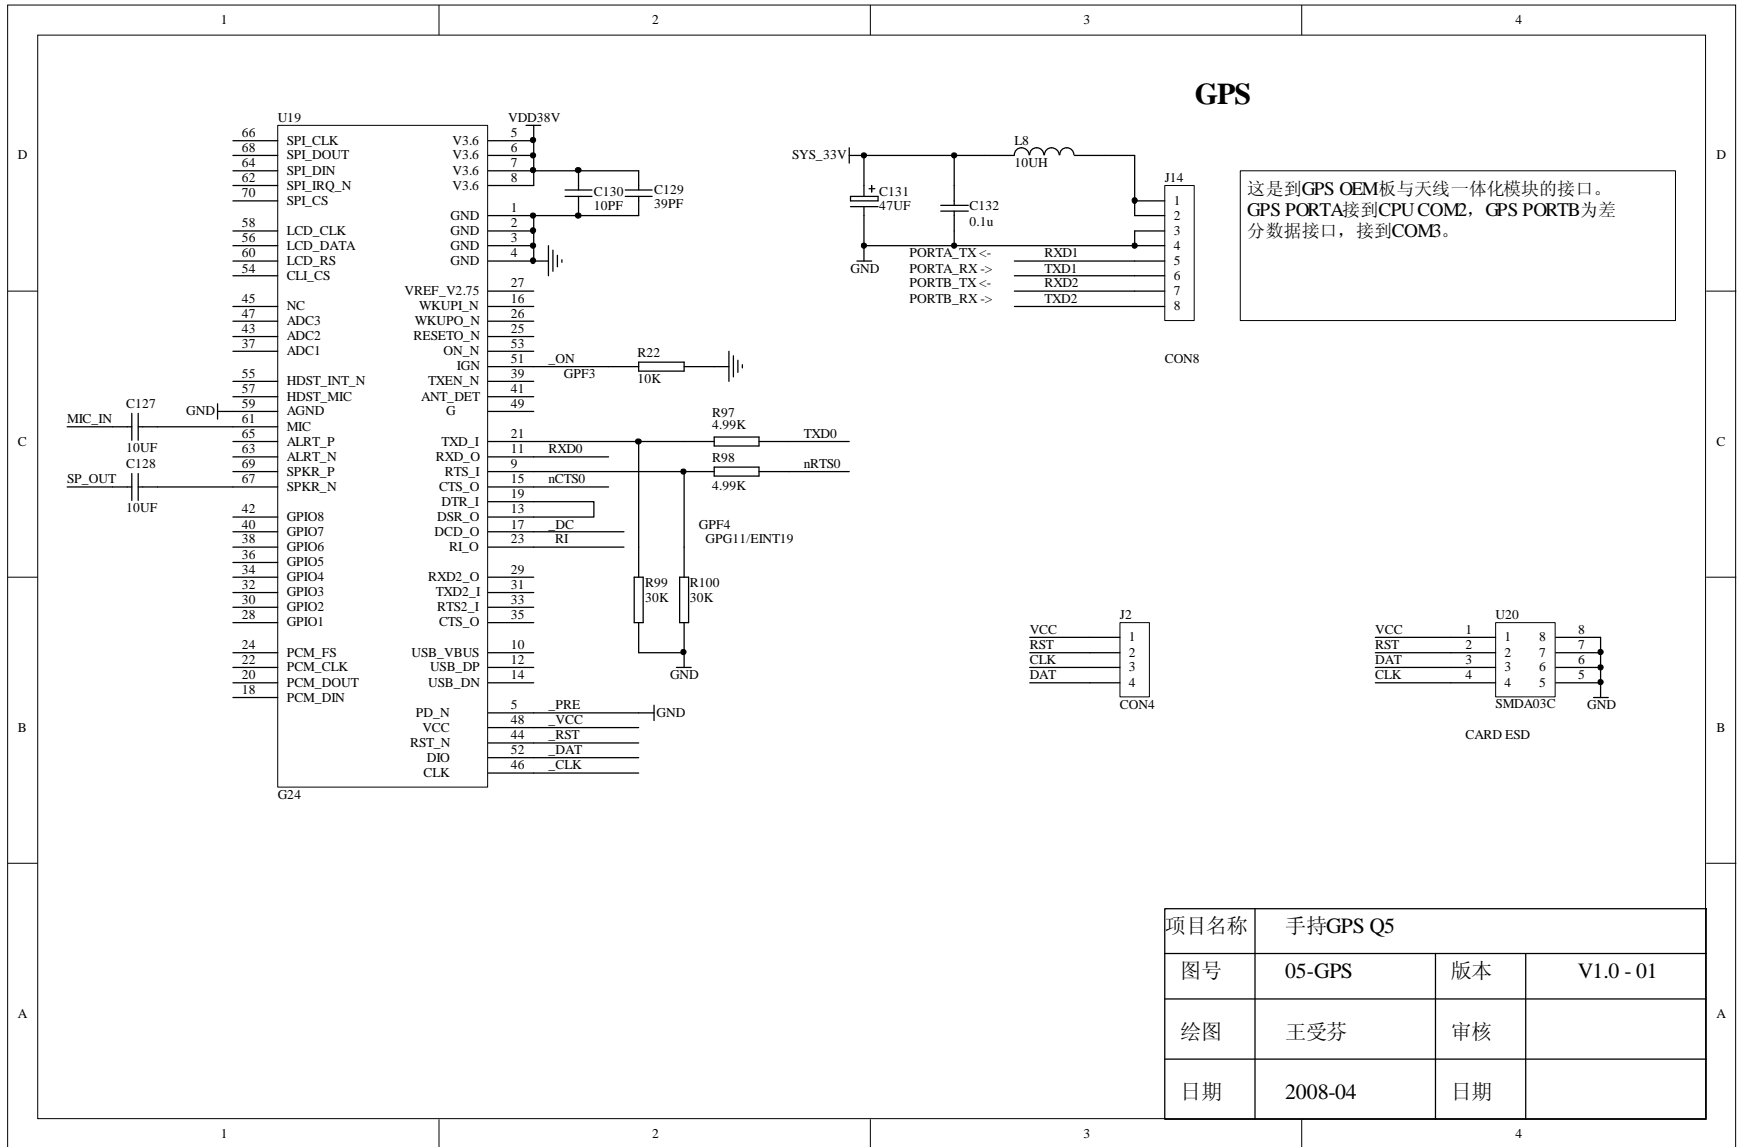 1 2 3 4
GPS
U19
VDD38V
66 SPI_CLK V3.6 5
68 SPI_DOUT V3.6 6
64 SPI_DIN V3.6 7
62 SPI_IRQ_N V3.6 8
70 SPI_CS
C130
10PF
C129
39PF
GND 1
58 LCD_CLK GND 2
56 LCD_DATA GND 3
60 LCD_RS GND 4
54 CLI_CS
VREF_V2.75 27
45 NC WKUPI_N 16
47 ADC3 WKUPO_N 26
43 ADC2 RESETO_N 25
37 ADC1 ON_N 53
IGN 51 _ON
GPF3
R22
10K
55 HDST_INT_N TXEN_N 39
57 HDST_MIC ANT_DET 41
GND 59 AGND G 49
MIC_IN
C127
10UF
61 MIC
65 ALRT_P TXD_I 21
R97
4.99K
TXD0
63 ALRT_N RXD_O 11 RXD0
69 SPKR_P RTS_I 9
R98
4.99K
nRTS0
SP_OUT
C128
10UF
67 SPKR_N CTS_O 15 nCTS0
DTR_I 19
42 GPIO8 DSR_O 13
40 GPIO7 DCD_O 17 _DC GPF4
38 GPIO6 RI_O 23 _RI GPG11/EINT19
36 GPIO5
34 GPIO4 RXD2_O 29
32 GPIO3 TXD2_I 31
30 GPIO2 RTS2_I 33
28 GPIO1 CTS_O 35
R99
30K
R100
30K
GND
24 PCM_FS USB_VBUS 10
22 PCM_CLK USB_DP 12
20 PCM_DOUT USB_DN 14
18 PCM_DIN
PD_N 5 _PRE GND
VCC 48 _VCC
RST_N 44 _RST
DIO 52 _DAT
CLK 46 _CLK
G24
SYS_33V
L8
10UH
C131
+
47UF
C132
0.1u
GND
J14
1
2
3
4
PORTA_TX <- RXD1 5
PORTA_RX -> TXD1 6
PORTB_TX <- RXD2 7
PORTB_RX -> TXD2 8
CON8
这是到GPS OEM板与天线一体化模块的接口。
GPS PORTA接到CPU COM2，GPS PORTB为差
分数据接口，接到COM3。
J2
VCC 1
RST 2
CLK 3
DAT 4
CON4
U20
VCC 1 1 8 8
RST 2 2 7 7
DAT 3 3 6 6
CLK 4 4 5 5
SMDA03C
GND
CARD ESD
项目名称 手持GPS Q5
图号 05-GPS 版本 V1.0 - 01
绘图 王受芬 审核
日期 2008-04 日期
D D
C C
B B
A A
1 2 3 4